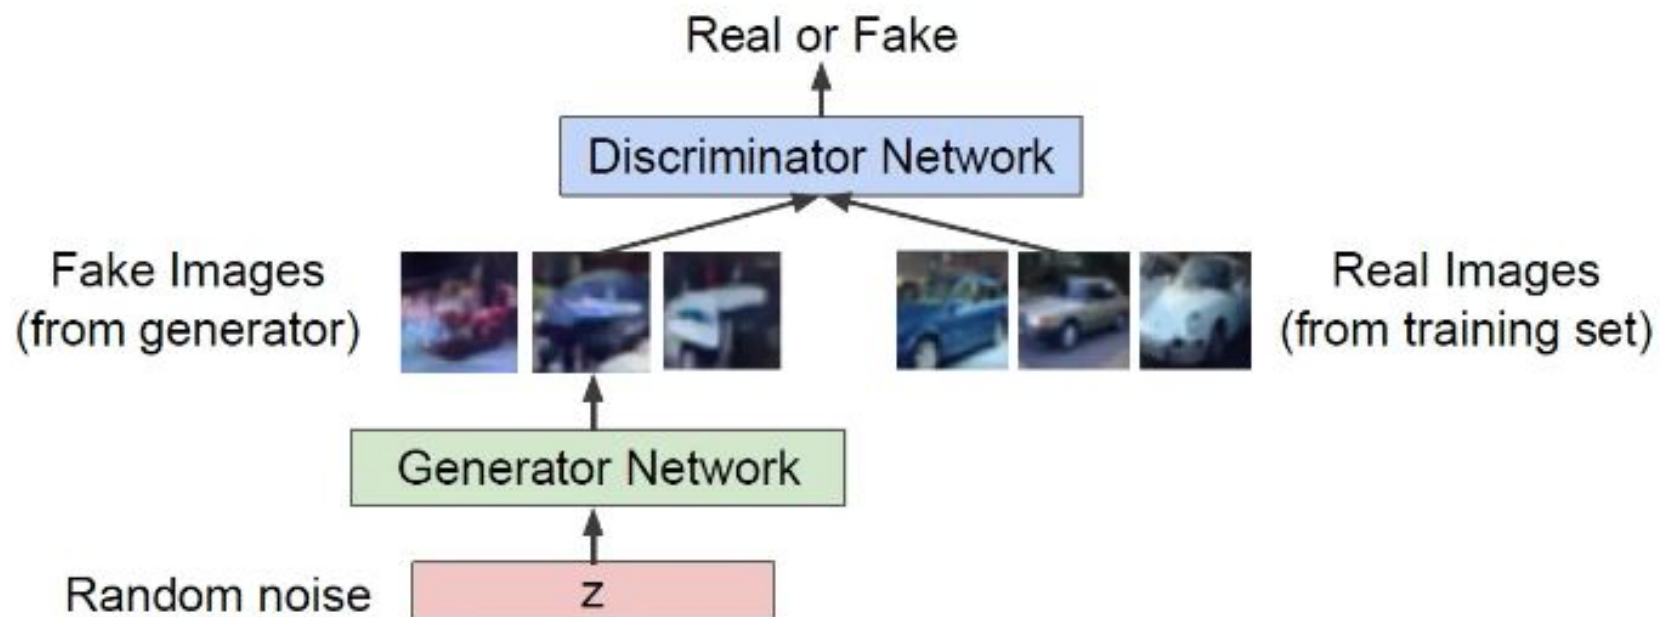 Real or Fake
Discriminator Network
Fake Images
(from generator)
Real Images
(from training set)
Generator Network
Random noise
z